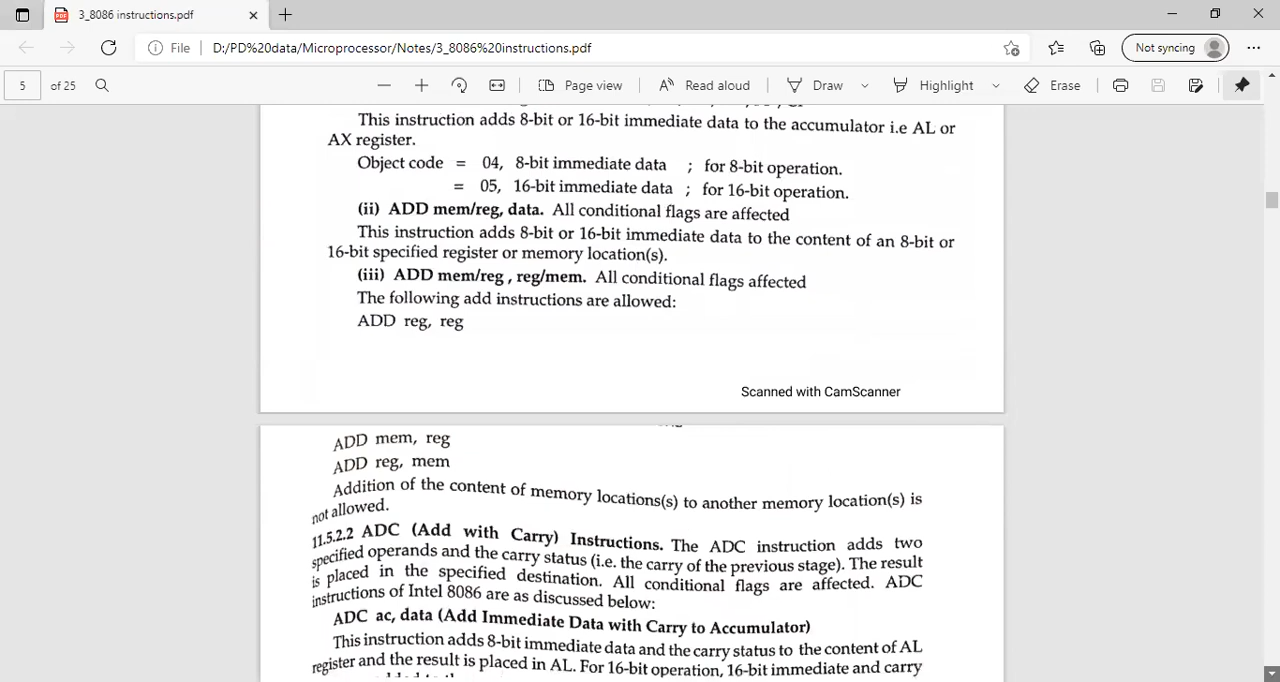 3_8086 instructions.pdf
File D:/PD%20data/Microprocessor/Notes/3_8086%20instructions.pdf
Not syncing
5 of 25
Page view
Read aloud
Draw
Highlight
Erase
This instruction adds 8-bit or 16-bit immediate data to the accumulator i.e AL or
AX register.
Object code = 04, 8-bit immediate data ; for 8-bit operation.
= 05, 16-bit immediate data ; for 16-bit operation.
(ii) ADD mem/reg, data. All conditional flags are affected
This instruction adds 8-bit or 16-bit immediate data to the content of an 8-bit or
16-bit specified register or memory location(s).
(iii) ADD mem/reg , reg/mem. All conditional flags affected
The following add instructions are allowed:
ADD reg, reg
Scanned with CamScanner
ADD mem, reg
ADD reg, mem
Addition of the content of memory locations(s) to another memory location(s) is
not allowed.
11.5.2.2 ADC (Add with Carry) Instructions. The ADC instruction adds two
specified operands and the carry status (i.e. the carry of the previous stage). The result
is placed in the specified destination. All conditional flags are affected. ADC
instructions of Intel 8086 are as discussed below:
ADC ac, data (Add Immediate Data with Carry to Accumulator)
This instruction adds 8-bit immediate data and the carry status to the content of AL
register and the result is placed in AL. For 16-bit operation, 16-bit immediate and carry